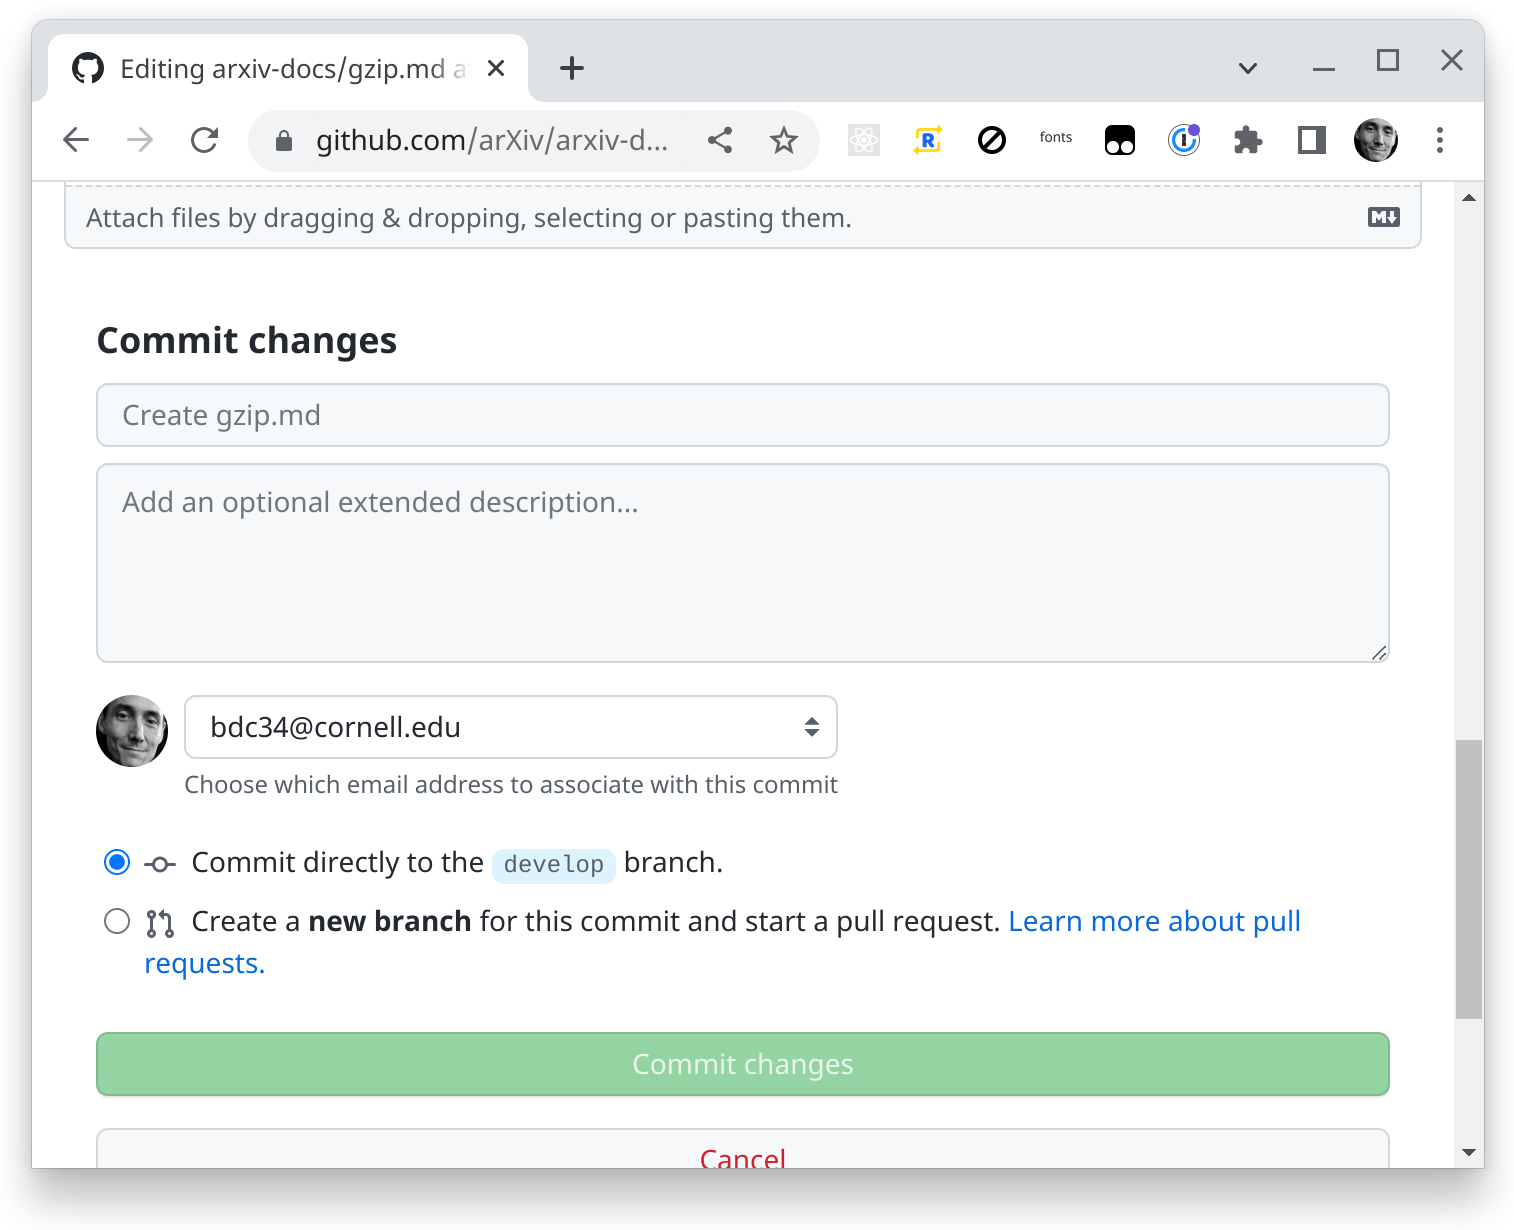 Editing arxiv-docs/gzip.md a
github.com/arXiv/arxiv-d...
R
fonts
Attach files by dragging & dropping, selecting or pasting them.
M
Commit changes
Create gzip.md
Add an optional extended description...
bdc34@cornell.edu
Choose which email address to associate with this commit
Commit directly to the develop branch.
Create a new branch for this commit and start a pull request. Learn more about pull
requests.
Commit changes
Cancel